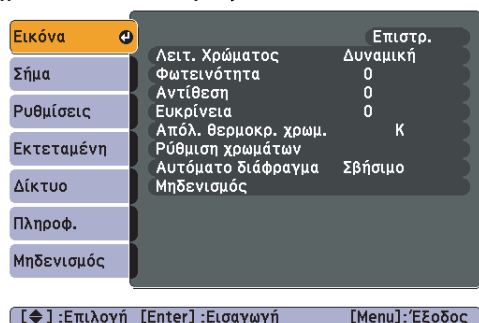 Εικόνα
Σήμα
Ρυθμίσεις
Εκτεταμένη
Δίκτυο
Πληροφ.
Μηδενισμός
Επιστρ.
Λειτ. Χρώματος Δυναμική
Φωτεινότητα 0
Αντίθεση 0
Ευκρίνεια 0
Απόλ. θερμοκρ. χρωμ. K
Ρύθμιση χρωμάτων
Αυτόματο διάφραγμα Σβήσιμο
Μηδενισμός
[ ] :Επιλογή [Enter] :Εισαγωγή [Menu]:Έξοδος